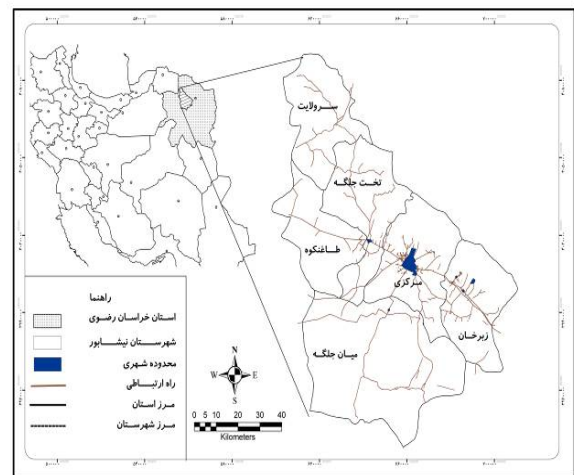 سرولایت
تخت جلگه
طاغنکوه
مرکزی
زبرخان
میان جلگه
راهنما
استان خراسان رضوی
شهرستان نیشابور
محدوده شهری
راه ارتباطی
مرز استان
مرز شهرستان
N
W E
S
0 5 10 20 30 40
Kilometers